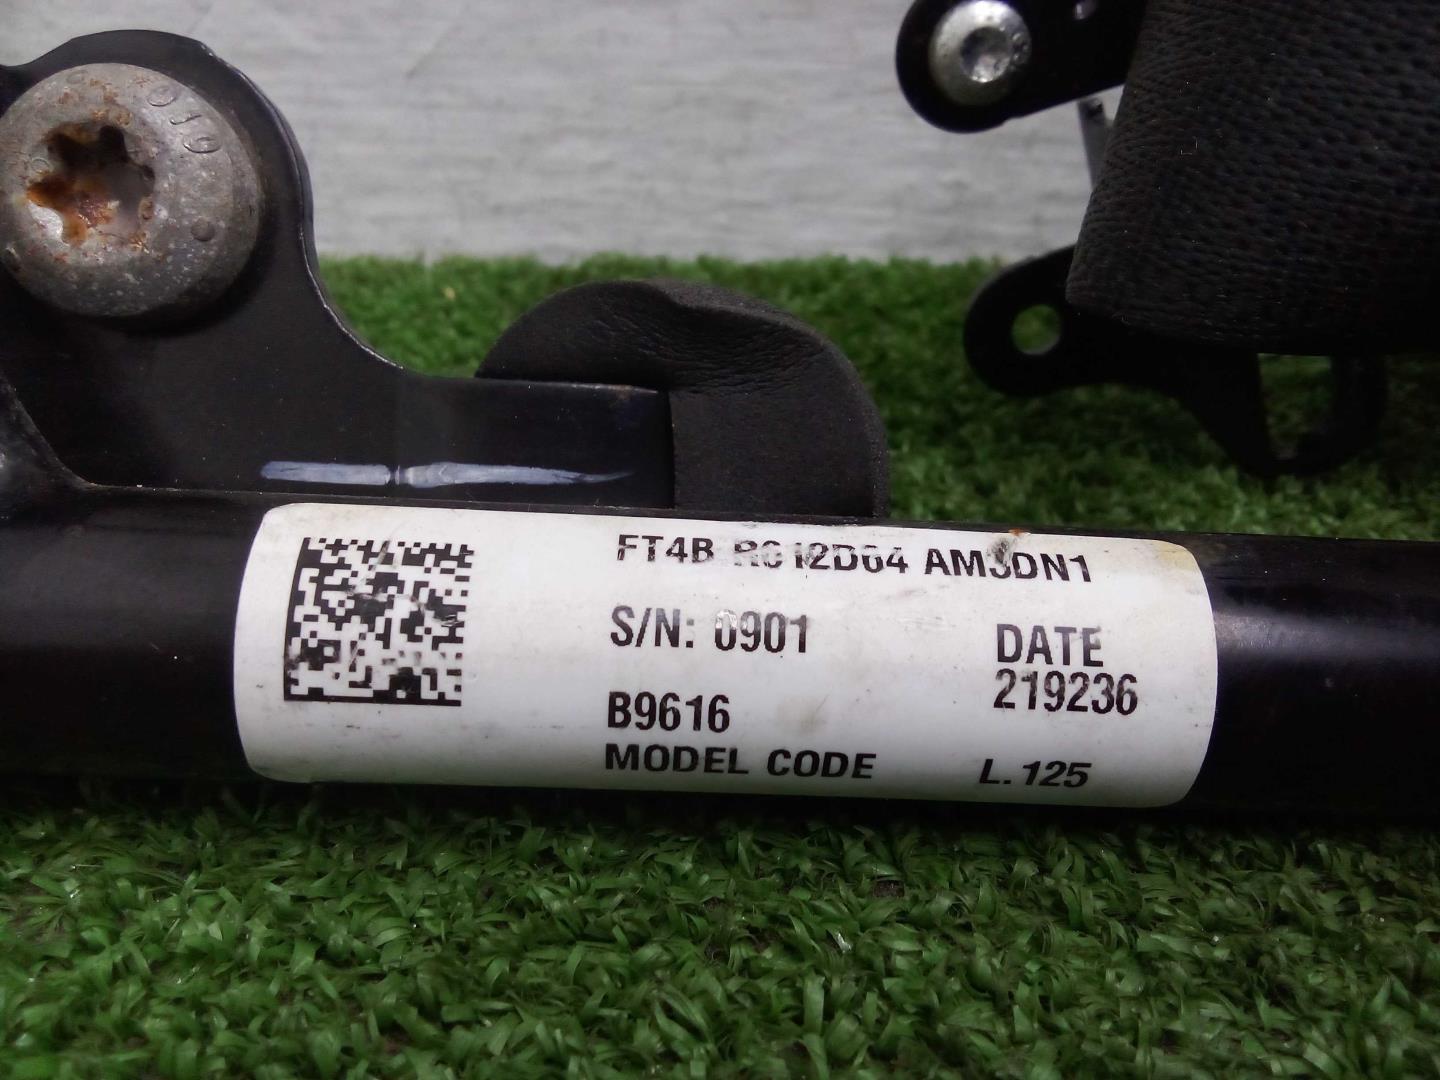 FT4B R612D64 AM3DN1
S/N: 0901
DATE
219236
B9616
MODEL CODE L.125